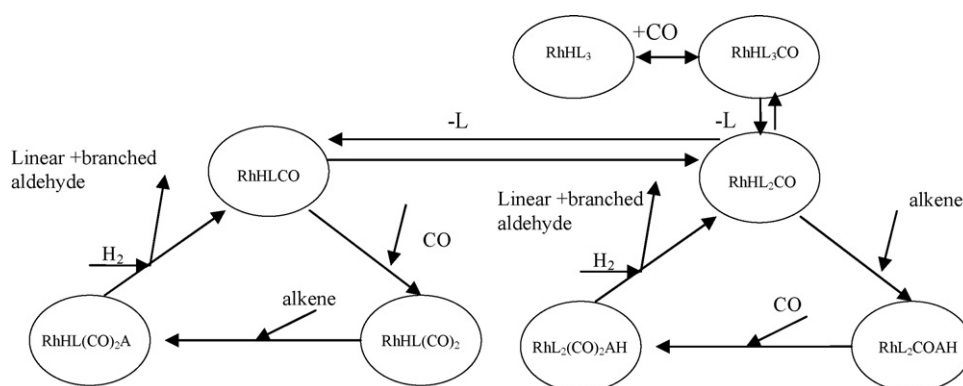 +CO
RhHL₃
RhHL₃CO
-L
-L
Linear +branched
aldehyde
RhHLCO
RhHL₂CO
Linear +branched
aldehyde
alkene
CO
H₂
H₂
alkene
CO
RhHL(CO)₂A
RhHL(CO)₂
RhL₂(CO)₂AH
RhL₂COAH